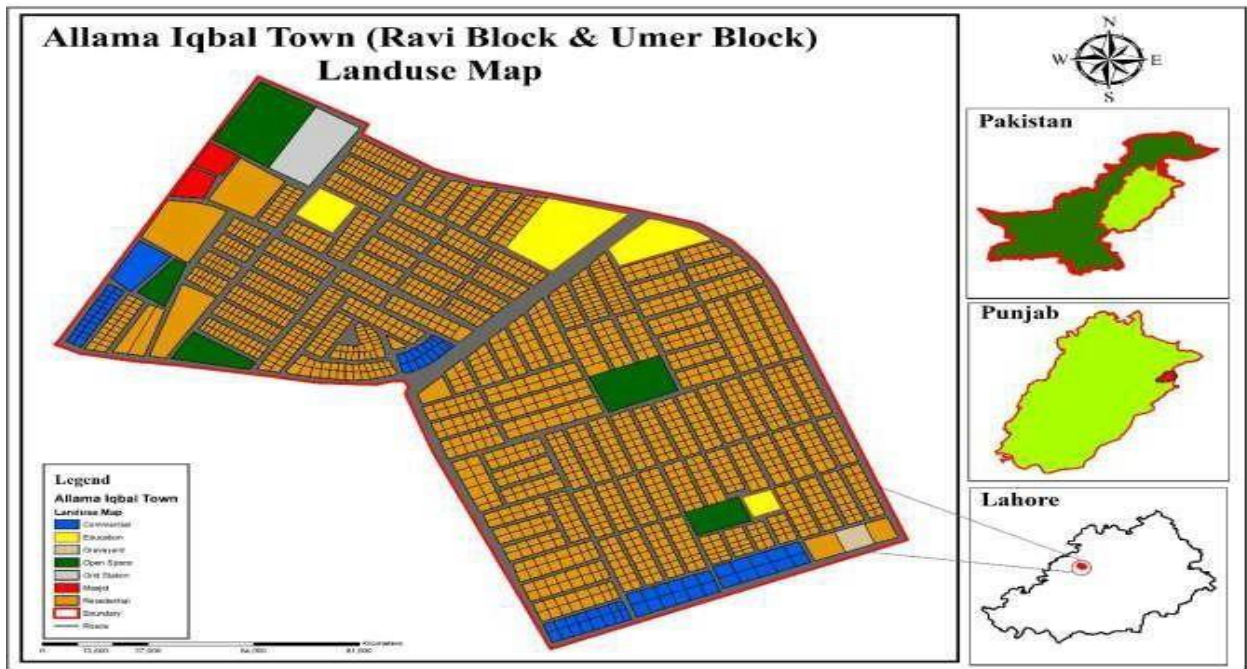 Allama Iqbal Town (Ravi Block & Umer Block)
Landuse Map
N
W
E
S
Pakistan
Punjab
Lahore
Legend
Allama Iqbal Town
Landuse Map
Commercial
Education
Graveyard
Open Space
Grid Station
Masjid
Residential
Boundary
Roads
0